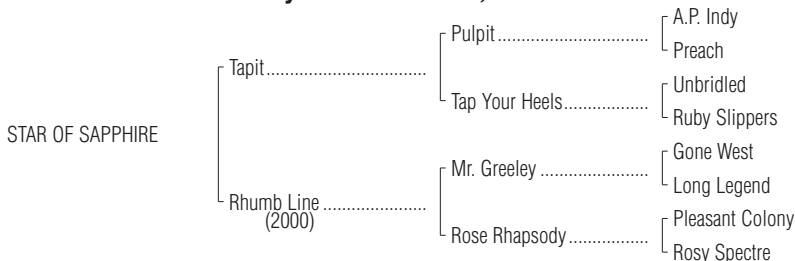 A.P. Indy
Pulpit................................
Preach
Tapit..................................
Unbridled
Tap Your Heels..................
Ruby Slippers
STAR OF SAPPHIRE
Gone West
Mr. Greeley .......................
Long Legend
Rhumb Line ......................
(2000)
Pleasant Colony
Rose Rhapsody.................
Rosy Spectre